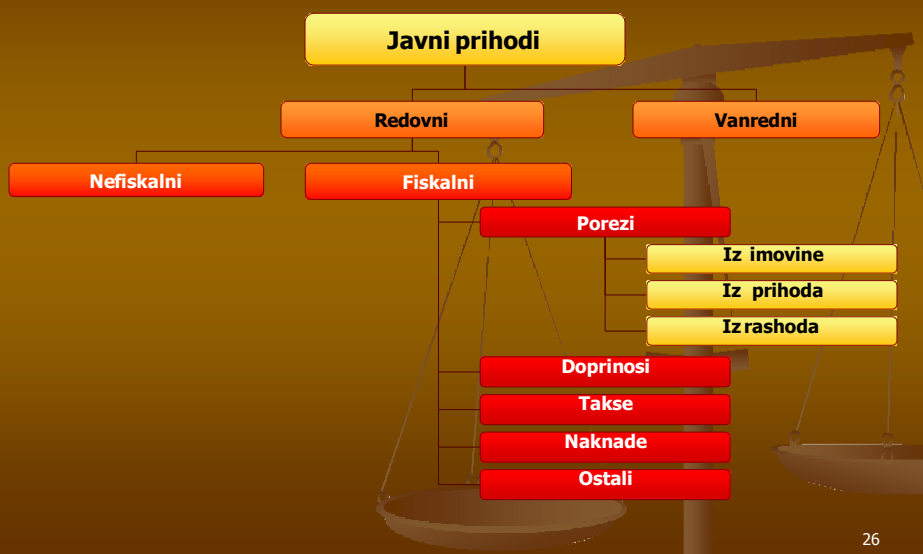 Javni prihodi
Redovni
Vanredni
Nefiskalni
Fiskalni
Porezi
Iz imovine
Iz prihoda
Iz rashoda
Doprinosi
Takse
Naknade
Ostali
26